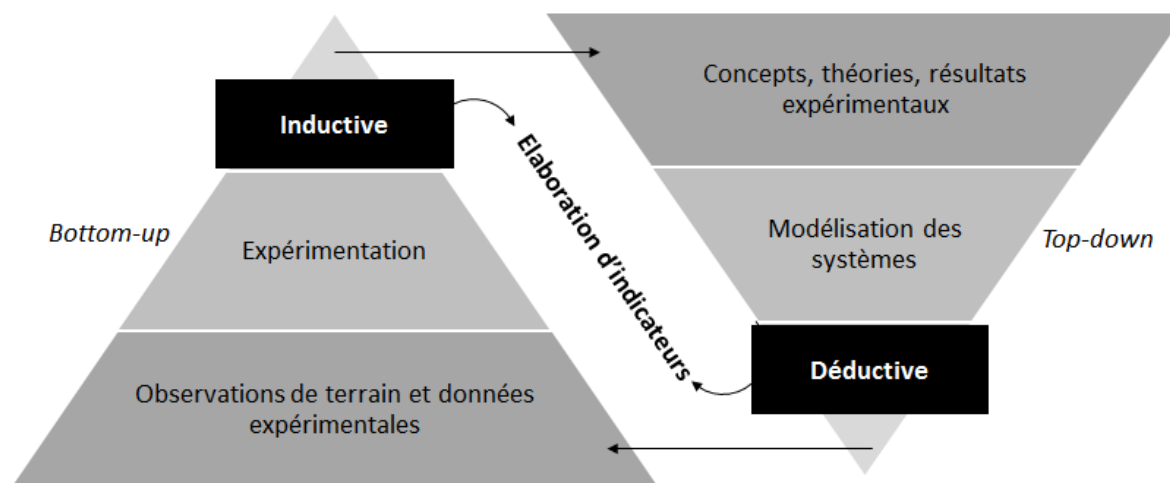 Inductive
Bottom-up
Expérimentation
Observations de terrain et données
expérimentales
Elaboration d'indicateurs
Concepts, théories, résultats
expérimentaux
Modélisation des
systèmes
Top-down
Déductive